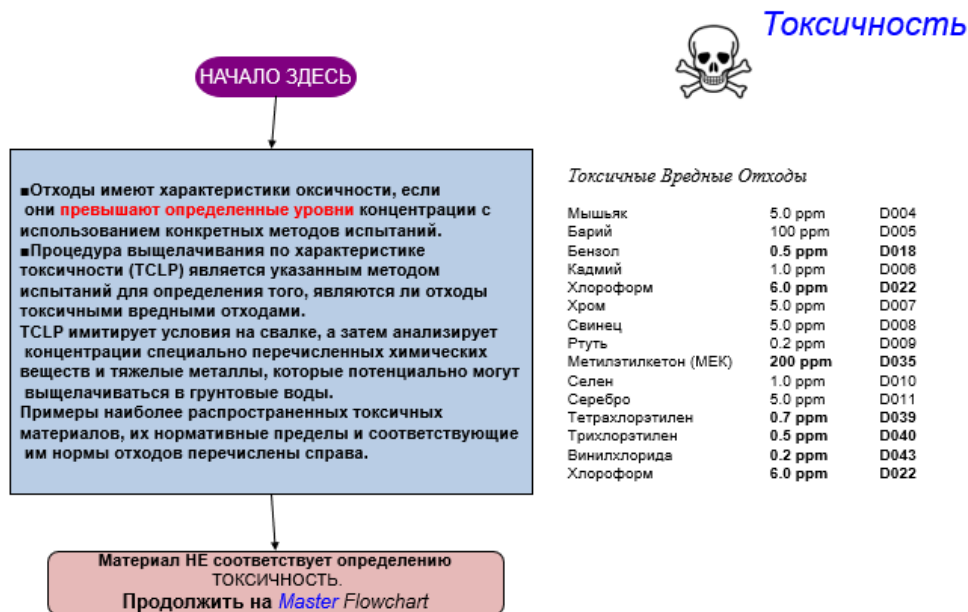 Токсичность
НАЧАЛО ЗДЕСЬ
■Отходы имеют характеристики оксичности, если
они превышают определенные уровни концентрации с
использованием конкретных методов испытаний.
■Процедура выщелачивания по характеристике
токсичности (TCLP) является указанным методом
испытаний для определения того, являются ли отходы
токсичными вредными отходами.
TCLP имитирует условия на свалке, а затем анализирует
концентрации специально перечисленных химических
веществ и тяжелые металлы, которые потенциально могут
выщелачиваться в грунтовые воды.
Примеры наиболее распространенных токсичных
материалов, их нормативные пределы и соответствующие
им нормы отходов перечислены справа.
Токсичные Вредные Отходы
Мышьяк 5.0 ppm D004
Барий 100 ppm D005
Бензол 0.5 ppm D018
Кадмий 1.0 ppm D006
Хлороформ 6.0 ppm D022
Хром 5.0 ppm D007
Свинец 5.0 ppm D008
Ртуть 0.2 ppm D009
Метилэтилкетон (МЕК) 200 ppm D035
Селен 1.0 ppm D010
Серебро 5.0 ppm D011
Тетрахлорэтилен 0.7 ppm D039
Трихлорэтилен 0.5 ppm D040
Винилхлорида 0.2 ppm D043
Хлороформ 6.0 ppm D022
Материал НЕ соответствует определению
ТОКСИЧНОСТЬ.
Продолжить на Master Flowchart